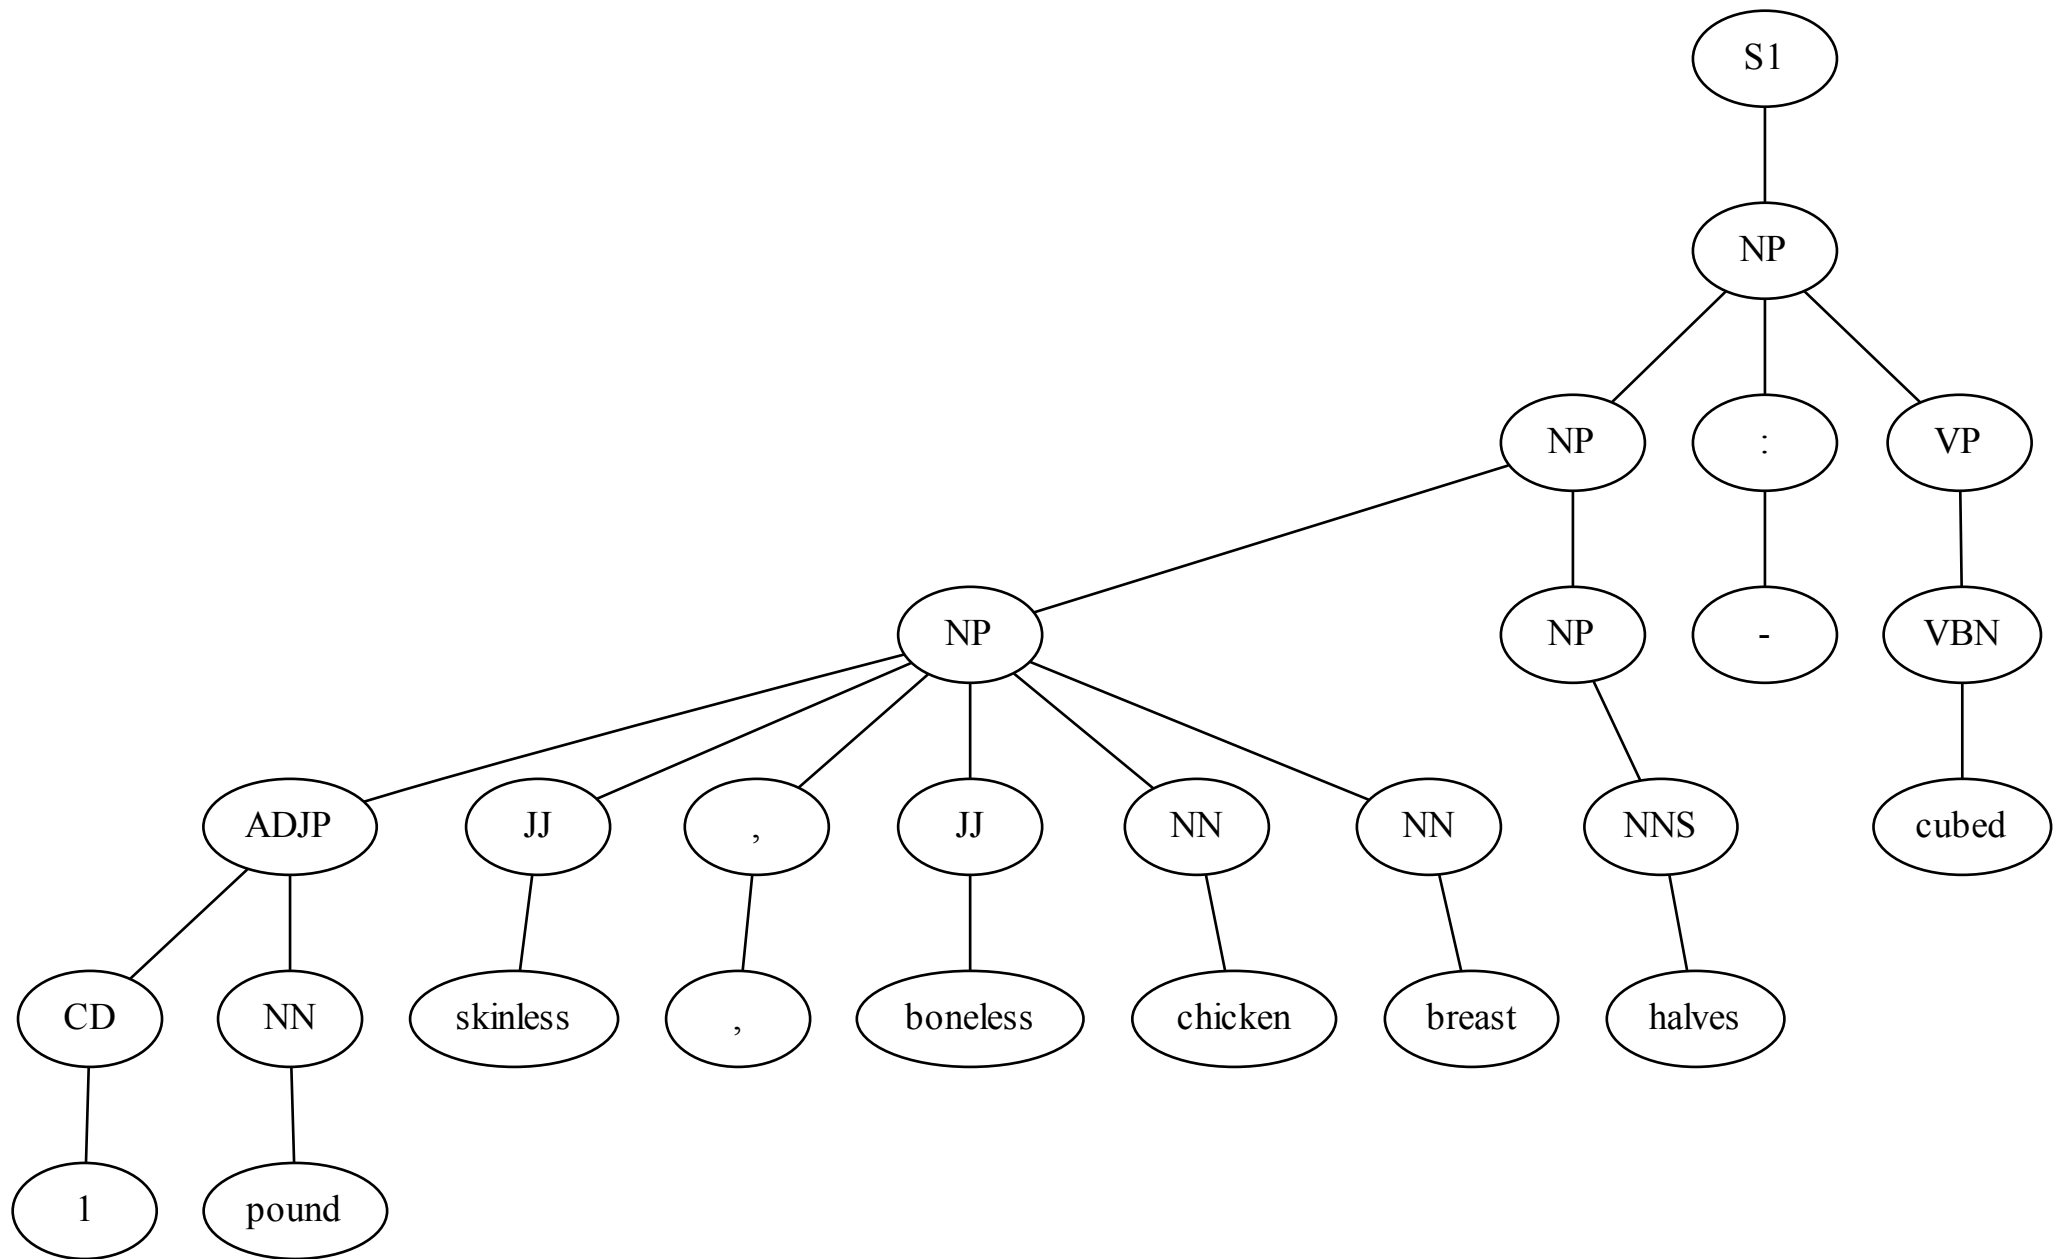 S1
NP
NP : VP
NP NP - VBN
ADJP JJ , JJ NN NN NNS cubed
CD NN skinless , boneless chicken breast halves
1 pound